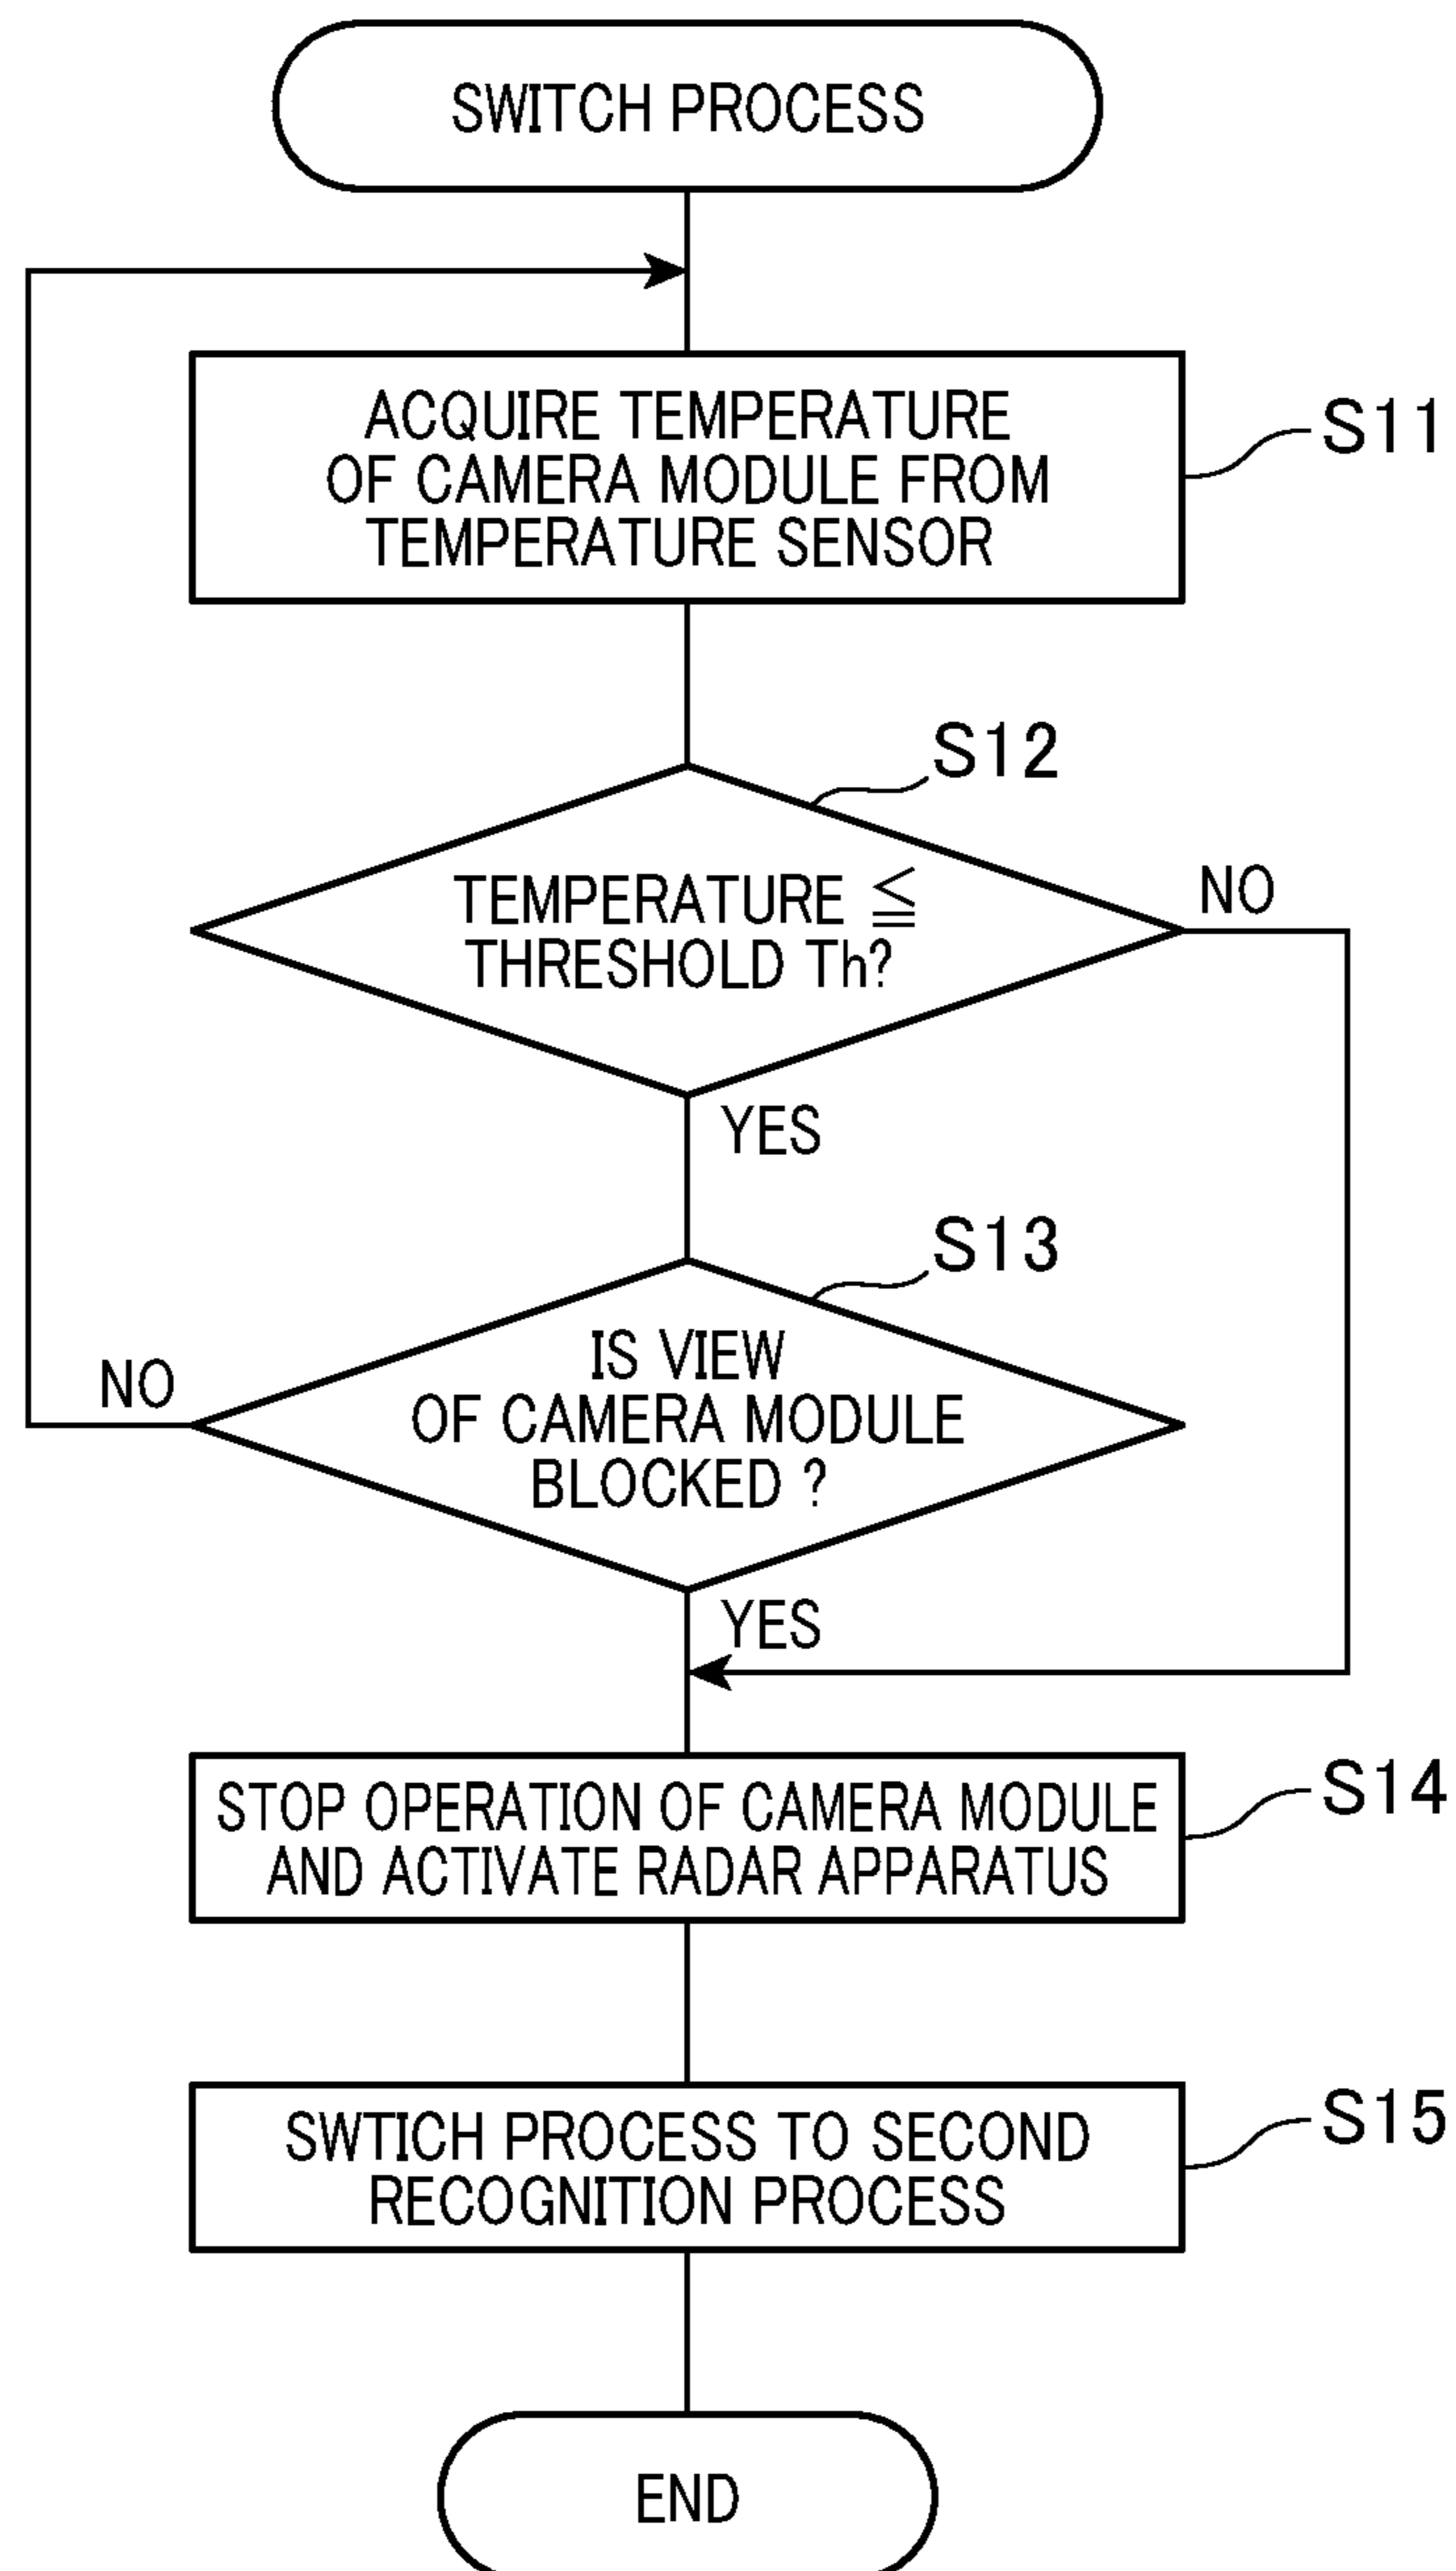 SWITCH PROCESS
ACQUIRE TEMPERATURE
OF CAMERA MODULE FROM
TEMPERATURE SENSOR
S11
S12
TEMPERATURE ≦
THRESHOLD Th?
NO
YES
S13
IS VIEW
OF CAMERA MODULE
BLOCKED ?
NO
YES
STOP OPERATION OF CAMERA MODULE
AND ACTIVATE RADAR APPARATUS
S14
SWTICH PROCESS TO SECOND
RECOGNITION PROCESS
S15
END